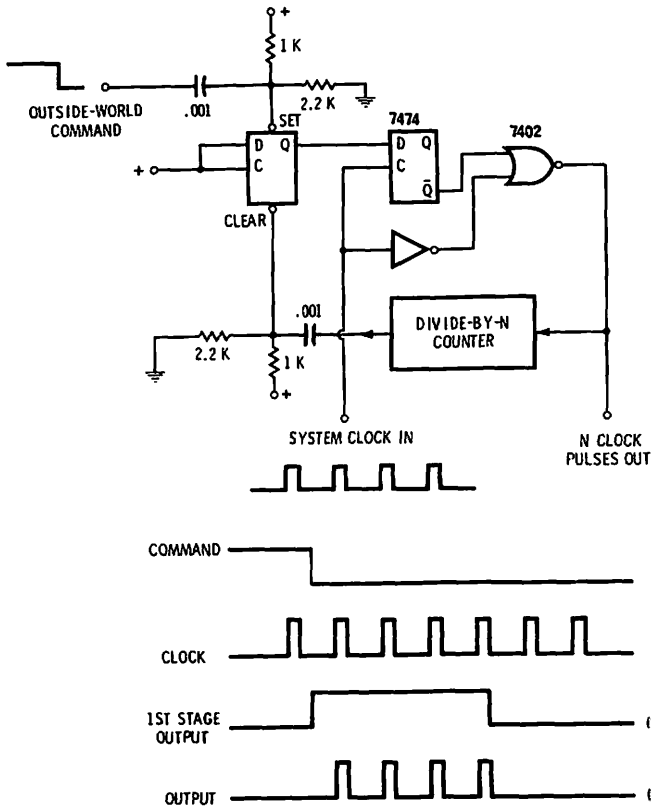 +
1 K
.001
2.2 K
OUTSIDE-WORLD
COMMAND
SET
7474
7402
D Q
C
+
D Q
C
Q̄
CLEAR
.001
2.2 K
1 K
+
DIVIDE-BY-N
COUNTER
SYSTEM CLOCK IN
N CLOCK
PULSES OUT
COMMAND
CLOCK
1ST STAGE
OUTPUT
OUTPUT